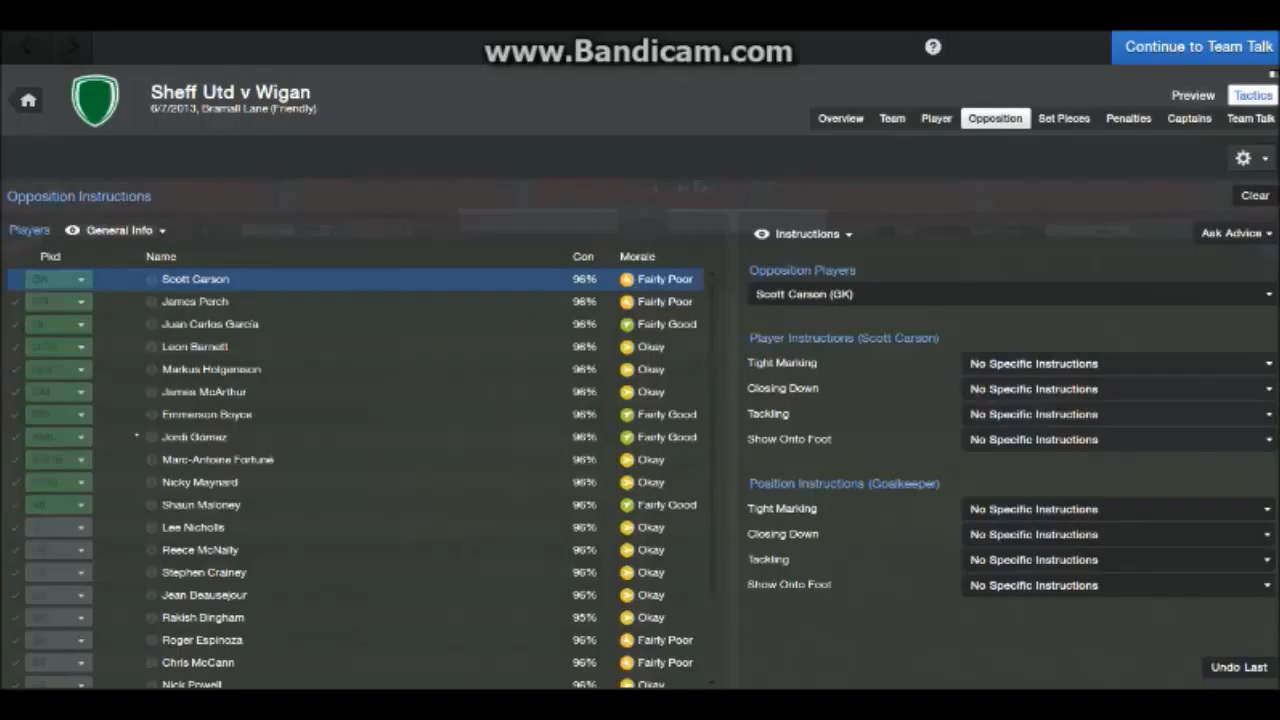 www.Bandicam.com
?
Continue to Team Talk
Sheff Utd v Wigan
6/7/2013, Bramall Lane (Friendly)
Preview Tactics
Overview Team Player Opposition Set Pieces Penalties Captains Team Talk
Opposition Instructions
Clear
Players General Info
Instructions
Ask Advice
Pkd Name Con Morale
Scott Carson 96% Fairly Poor
James Perch 96% Fairly Poor
Juan Carlos García 96% Fairly Good
Leon Barnett 96% Okay
Markus Holgersson 96% Okay
James McArthur 96% Okay
Emmerson Boyce 96% Fairly Good
Jordi Gómez 96% Fairly Good
Marc-Antoine Fortuné 96% Okay
Nicky Maynard 96% Okay
Shaun Maloney 96% Fairly Good
Lee Nicholls 96% Okay
Reece McNally 96% Okay
Stephen Crainey 96% Okay
Jean Beausejour 96% Okay
Rakish Bingham 95% Okay
Roger Espinoza 96% Fairly Poor
Chris McCann 96% Fairly Poor
Nick Powell 96% Okay
Opposition Players
Scott Carson (GK)
Player Instructions (Scott Carson)
Tight Marking No Specific Instructions
Closing Down No Specific Instructions
Tackling No Specific Instructions
Show Onto Foot No Specific Instructions
Position Instructions (Goalkeeper)
Tight Marking No Specific Instructions
Closing Down No Specific Instructions
Tackling No Specific Instructions
Show Onto Foot No Specific Instructions
Undo Last